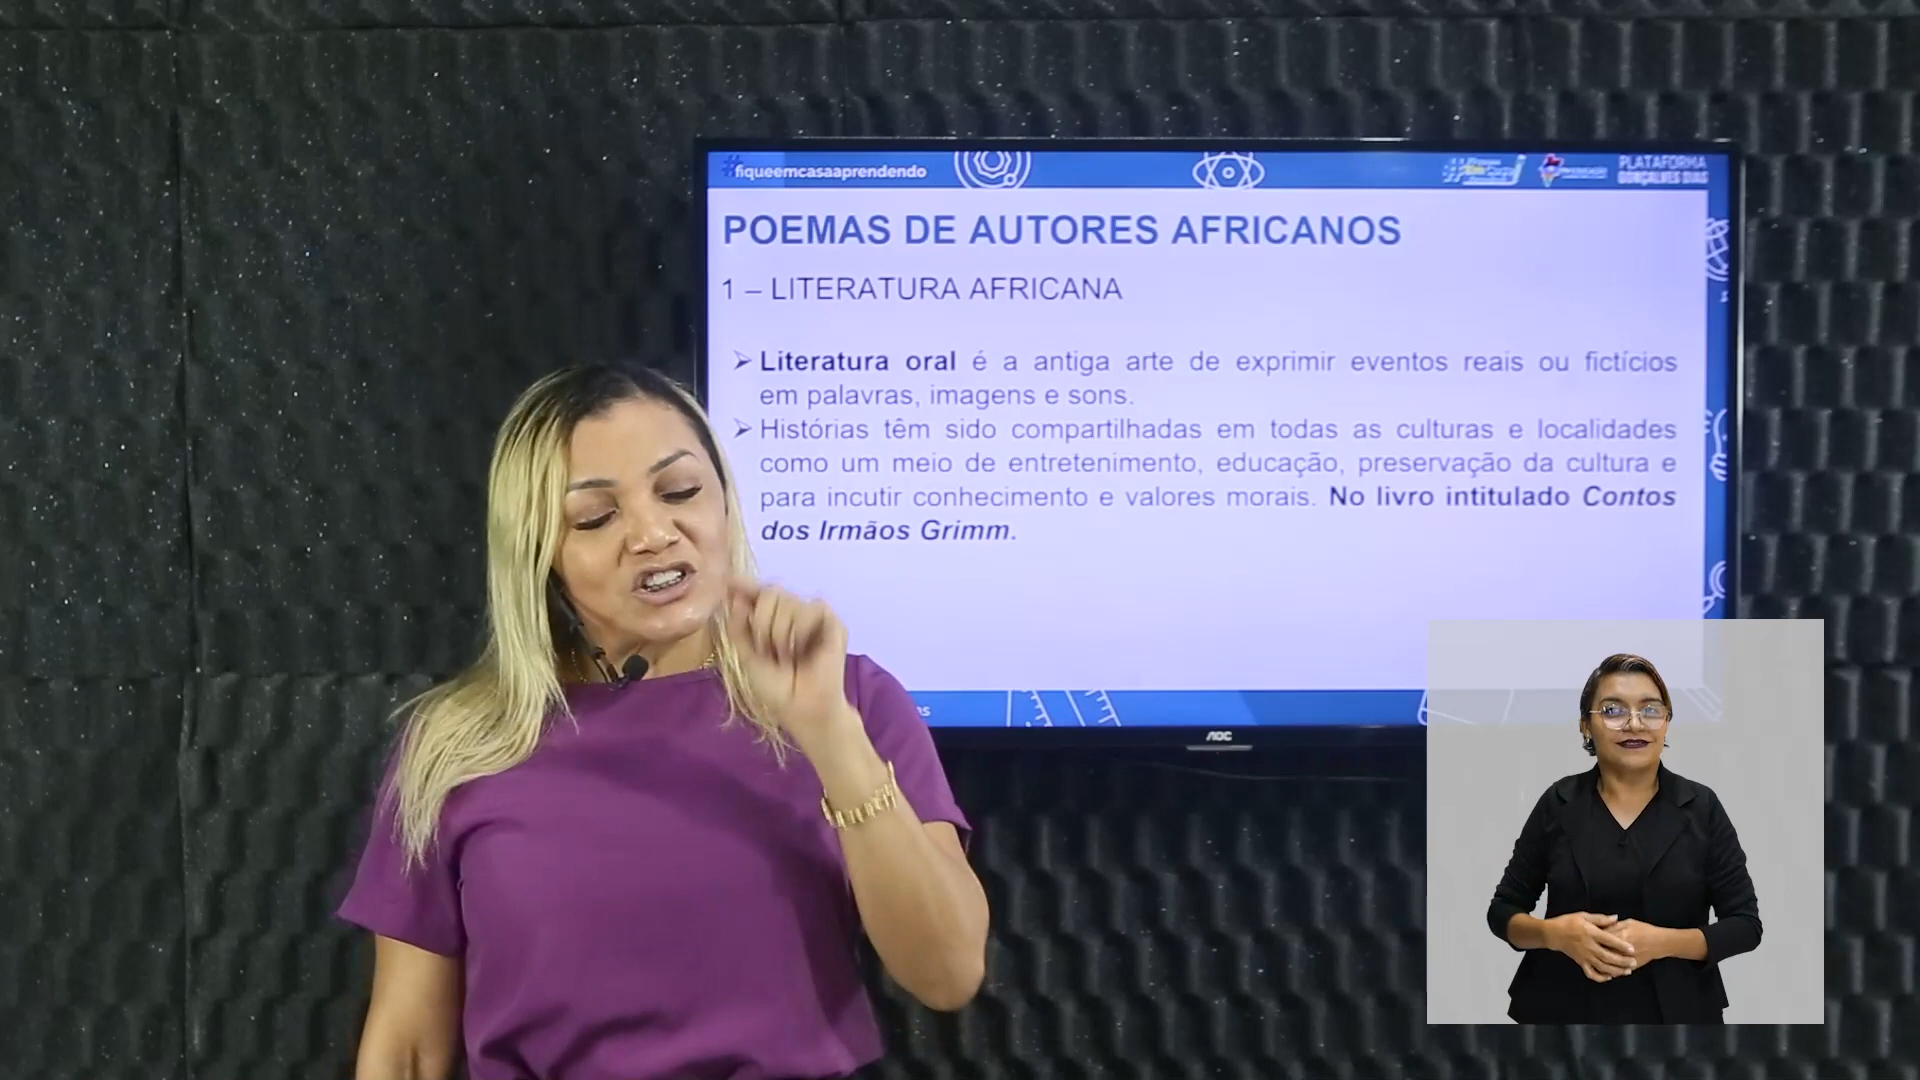 #fiqueemcasaaprendendo
PLATAFORMA
GONÇALVES DIAS
POEMAS DE AUTORES AFRICANOS
1 – LITERATURA AFRICANA
➢ Literatura oral é a antiga arte de exprimir eventos reais ou fictícios
em palavras, imagens e sons.
➢ Histórias têm sido compartilhadas em todas as culturas e localidades
como um meio de entretenimento, educação, preservação da cultura e
para incutir conhecimento e valores morais. No livro intitulado Contos
dos Irmãos Grimm.
AOC